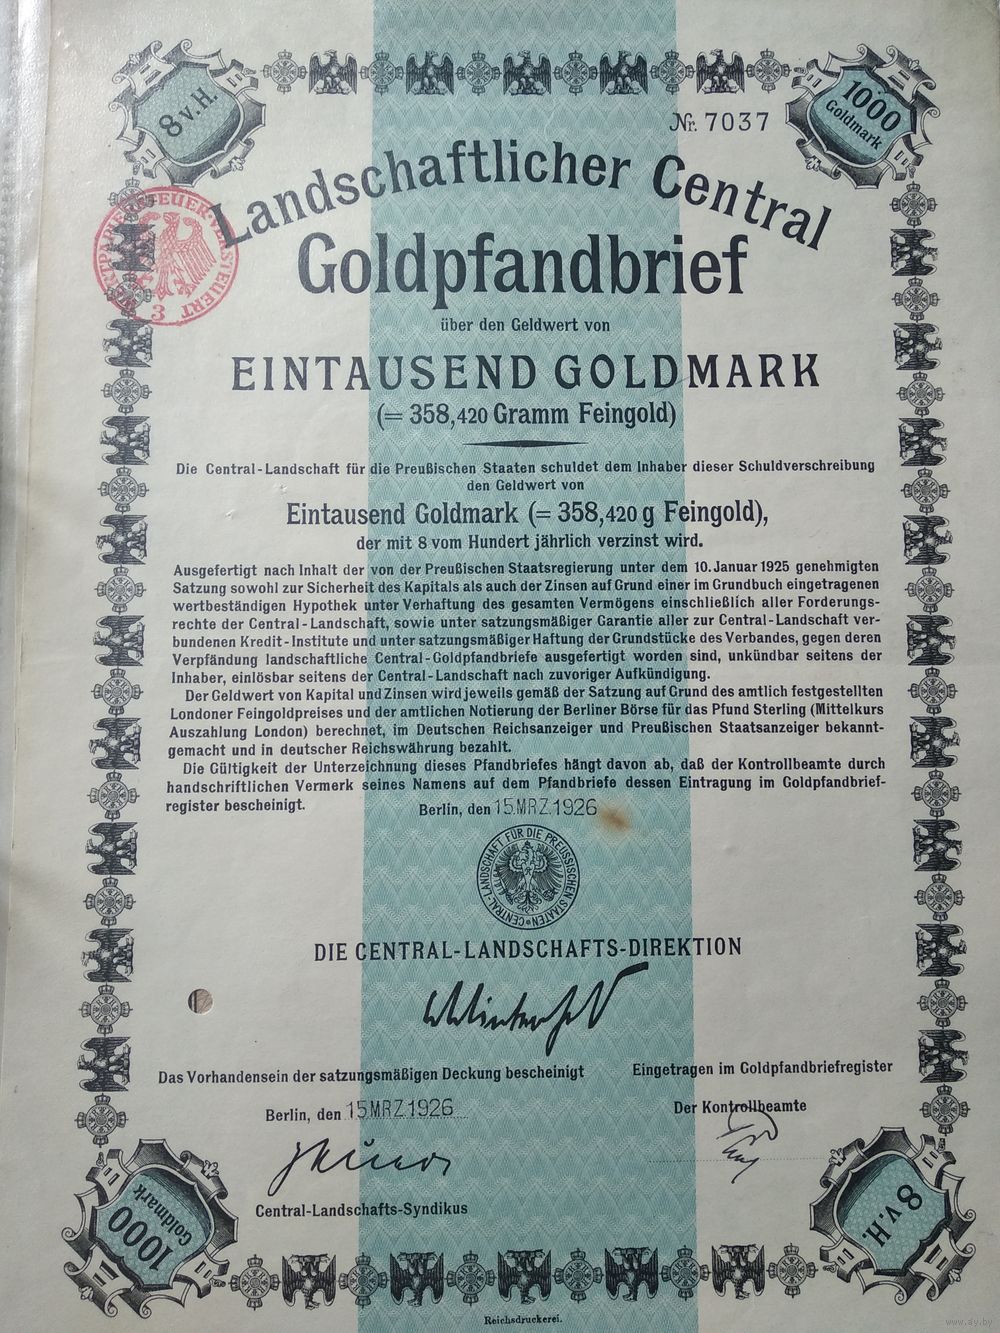 8 v. H.
1000
Goldmark
Nr. 7037
Landschaftlicher Central
Goldpfandbrief
über den Geldwert von
EINTAUSEND GOLDMARK
(= 358,420 Gramm Feingold)
Die Central-Landschaft für die Preußischen Staaten schuldet dem Inhaber dieser Schuldverschreibung
den Geldwert von
Eintausend Goldmark (= 358,420 g Feingold),
der mit 8 vom Hundert jährlich verzinst wird.
Ausgefertigt nach Inhalt der von der Preußischen Staatsregierung unter dem 10. Januar 1925 genehmigten
Satzung sowohl zur Sicherheit des Kapitals als auch der Zinsen auf Grund einer im Grundbuch eingetragenen
wertbeständigen Hypothek unter Verhaftung des gesamten Vermögens einschließlich aller Forderungs-
rechte der Central-Landschaft, sowie unter satzungsmäßiger Garantie aller zur Central-Landschaft ver-
bundenen Kredit-Institute und unter satzungsmäßiger Haftung der Grundstücke des Verbandes, gegen deren
Verpfändung landschaftliche Central-Goldpfandbriefe ausgefertigt worden sind, unkündbar seitens der
Inhaber, einlösbar seitens der Central-Landschaft nach zuvoriger Aufkündigung.
Der Geldwert von Kapital und Zinsen wird jeweils gemäß der Satzung auf Grund des amtlich festgestellten
Londoner Feingoldpreises und der amtlichen Notierung der Berliner Börse für das Pfund Sterling (Mittelkurs
Auszahlung London) berechnet, im Deutschen Reichsanzeiger und Preußischen Staatsanzeiger bekannt-
gemacht und in deutscher Reichswährung bezahlt.
Die Gültigkeit der Unterzeichnung dieses Pfandbriefes hängt davon ab, daß der Kontrollbeamte durch
handschriftlichen Vermerk seines Namens auf dem Pfandbriefe dessen Eintragung im Goldpfandbrief-
register bescheinigt.
Berlin, den 15. MRZ. 1926
CENTRAL-LANDSCHAFT FÜR DIE PREUSSISCHEN STAATEN
DIE CENTRAL-LANDSCHAFTS-DIREKTION
Das Vorhandensein der satzungsmäßigen Deckung bescheinigt
Eingetragen im Goldpfandbriefregister
Berlin, den 15. MRZ. 1926
Der Kontrollbeamte
Central-Landschafts-Syndikus
1000
Goldmark
8 v. H.
Reichsdruckerei.
www.ay.by